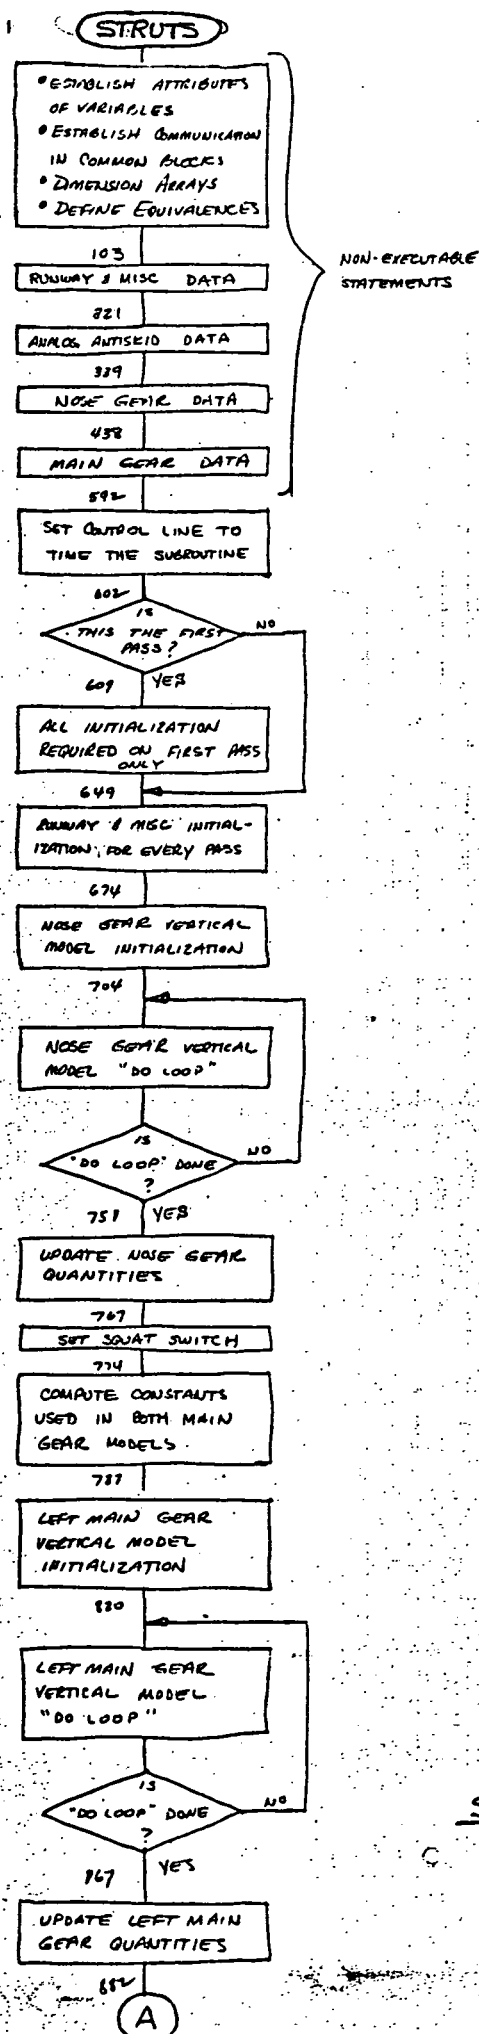 STRUTS
• ESTABLISH ATTRIBUTES
OF VARIABLES
• ESTABLISH COMMUNICATION
IN COMMON BLOCKS
• DIMENSION ARRAYS
• DEFINE EQUIVALENCES
NON-EXECUTABLE
STATEMENTS
103
RUNWAY & MISC DATA
321
ANALOG ANTISKID DATA
339
NOSE GEAR DATA
438
MAIN GEAR DATA
592
SET CONTROL LINE TO
TIME THE SUBROUTINE
602
IS
THIS THE FIRST
PASS?
NO
609 YES
ALL INITIALIZATION
REQUIRED ON FIRST PASS
ONLY
649
RUNWAY & MISC INITIAL-
IZATION, FOR EVERY PASS
674
NOSE GEAR VERTICAL
MODEL INITIALIZATION
704
NOSE GEAR VERTICAL
MODEL "DO LOOP"
IS
"DO LOOP" DONE
?
NO
751 YES
UPDATE NOSE GEAR
QUANTITIES
767
SET SQUAT SWITCH
774
COMPUTE CONSTANTS
USED IN BOTH MAIN
GEAR MODELS.
787
LEFT MAIN GEAR
VERTICAL MODEL
INITIALIZATION
820
LEFT MAIN GEAR
VERTICAL MODEL
"DO LOOP"
IS
"DO LOOP" DONE
?
NO
867 YES
UPDATE LEFT MAIN
GEAR QUANTITIES
882
A